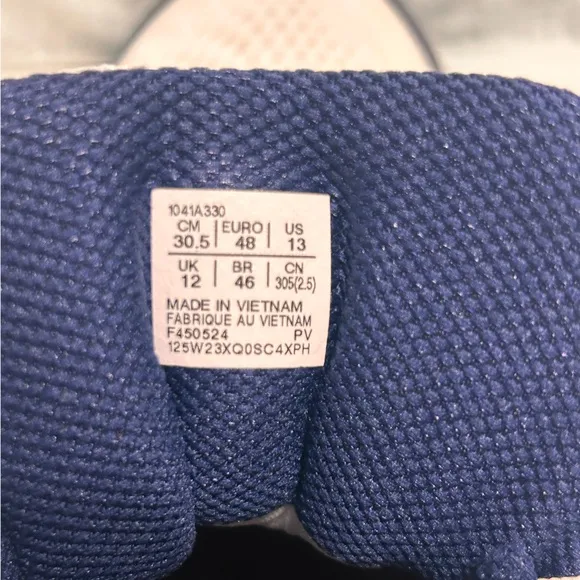 1041A330
CM | EURO | US
30.5 | 48 | 13
UK | BR | CN
12 | 46 | 305(2.5)
MADE IN VIETNAM
FABRIQUE AU VIETNAM
F450524 PV
125W23XQ0SC4XPH